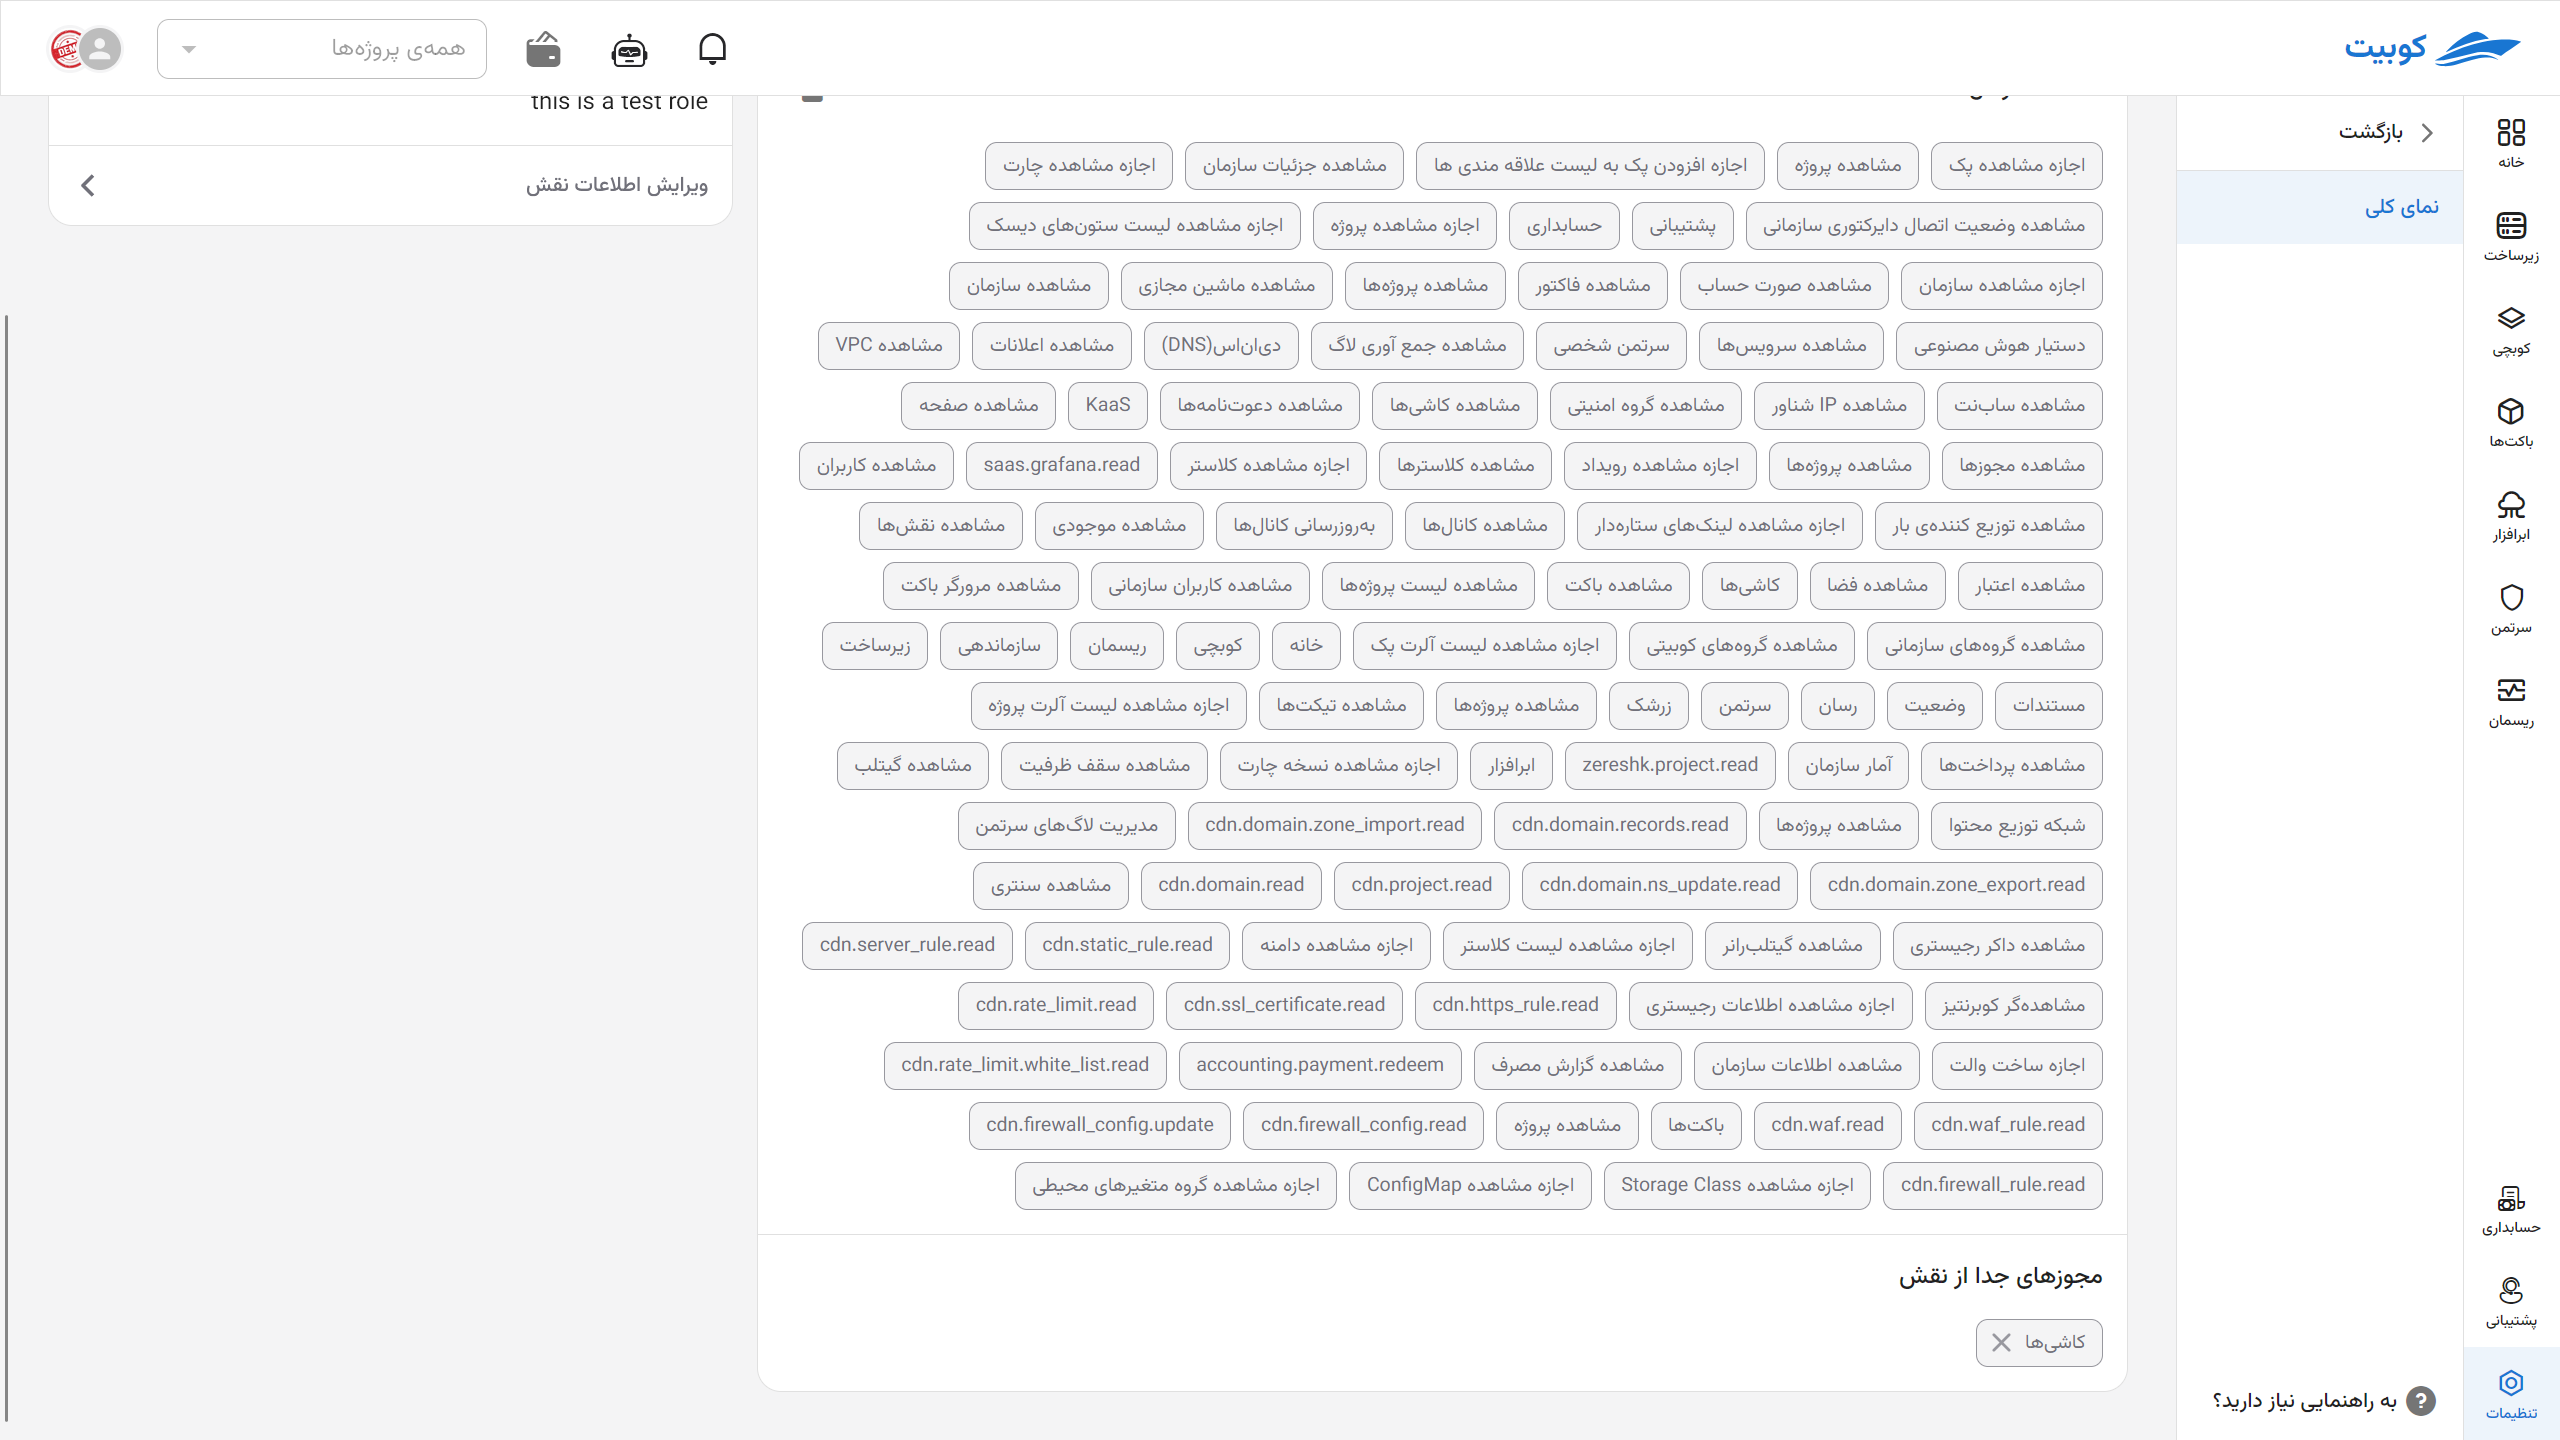 کوبیت
همه‌ی پروژه‌ها
خانه
زیرساخت
کوبچی
باکت‌ها
ابرافزار
سرتمن
ریسمان
حسابداری
پشتیبانی
تنظیمات
بازگشت
نمای کلی
به راهنمایی نیاز دارید؟
اجازه مشاهده پک مشاهده پروژه اجازه افزودن پک به لیست علاقه مندی ها مشاهده جزئیات سازمان اجازه مشاهده چارت
مشاهده وضعیت اتصال دایرکتوری سازمانی پشتیبانی حسابداری اجازه مشاهده پروژه اجازه مشاهده لیست ستون‌های دیسک
اجازه مشاهده سازمان مشاهده صورت حساب مشاهده فاکتور مشاهده پروژه‌ها مشاهده ماشین مجازی مشاهده سازمان
دستیار هوش مصنوعی مشاهده سرویس‌ها سرتمن شخصی مشاهده جمع آوری لاگ دی‌ان‌اس(DNS) مشاهده اعلانات مشاهده VPC
مشاهده ساب‌نت مشاهده IP شناور مشاهده گروه امنیتی مشاهده کاشی‌ها مشاهده دعوت‌نامه‌ها KaaS مشاهده صفحه
مشاهده مجوزها مشاهده پروژه‌ها اجازه مشاهده رویداد مشاهده کلاسترها اجازه مشاهده کلاستر saas.grafana.read مشاهده کاربران
مشاهده توزیع کننده‌ی بار اجازه مشاهده لینک‌های ستاره‌دار مشاهده کانال‌ها به‌روزرسانی کانال‌ها مشاهده موجودی مشاهده نقش‌ها
مشاهده اعتبار مشاهده فضا کاشی‌ها مشاهده باکت مشاهده لیست پروژه‌ها مشاهده کاربران سازمانی مشاهده مرورگر باکت
مشاهده گروه‌های سازمانی مشاهده گروه‌های کوبیتی اجازه مشاهده لیست آلرت پک خانه کوبچی ریسمان سازماندهی زیرساخت
مستندات وضعیت رسان سرتمن زرشک مشاهده پروژه‌ها مشاهده تیکت‌ها اجازه مشاهده لیست آلرت پروژه
مشاهده پرداخت‌ها آمار سازمان zereshk.project.read ابرافزار اجازه مشاهده نسخه چارت مشاهده سقف ظرفیت مشاهده گیتلب
شبکه توزیع محتوا مشاهده پروژه‌ها cdn.domain.records.read cdn.domain.zone_import.read مدیریت لاگ‌های سرتمن
cdn.domain.zone_export.read cdn.domain.ns_update.read cdn.project.read cdn.domain.read مشاهده سنتری
مشاهده داکر رجیستری مشاهده گیتلب‌رانر اجازه مشاهده لیست کلاستر اجازه مشاهده دامنه cdn.static_rule.read cdn.server_rule.read
مشاهده‌گر کوبرنتیز اجازه مشاهده اطلاعات رجیستری cdn.https_rule.read cdn.ssl_certificate.read cdn.rate_limit.read
اجازه ساخت والت مشاهده اطلاعات سازمان مشاهده گزارش مصرف accounting.payment.redeem cdn.rate_limit.white_list.read
cdn.waf_rule.read cdn.waf.read باکت‌ها مشاهده پروژه cdn.firewall_config.read cdn.firewall_config.update
cdn.firewall_rule.read اجازه مشاهده Storage Class اجازه مشاهده ConfigMap اجازه مشاهده گروه متغیرهای محیطی
مجوزهای جدا از نقش
کاشی‌ها
this is a test role
ویرایش اطلاعات نقش